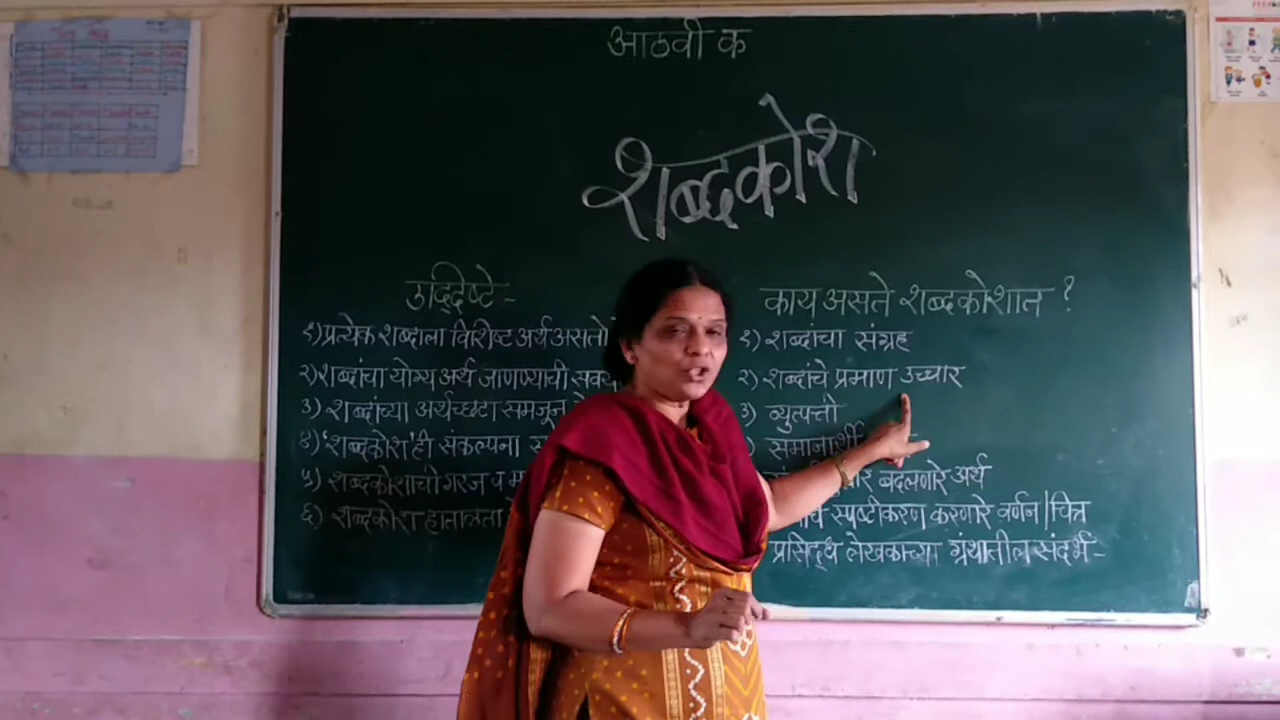 आठवी क
शब्दकोश
उद्दिष्टे -
१) प्रत्येक शब्दाला विशिष्ट अर्थ असतो
२) शब्दांचा योग्य अर्थ जाणण्याची सवय
३) शब्दांच्या अर्थच्छटा समजून
४) 'शब्दकोश' ही संकल्पना
५) शब्दकोशाची गरज व
६) शब्दकोश हाताळता
काय असते शब्दकोशात ?
१) शब्दांचा संग्रह
२) शब्दांचे प्रमाण उच्चार
३) व्युत्पत्ती
समानार्थी
बदलणारे अर्थ
स्पष्टीकरण करणारे वर्णन / चित्र
प्रसिद्ध लेखकाच्या ग्रंथातील संदर्भ -